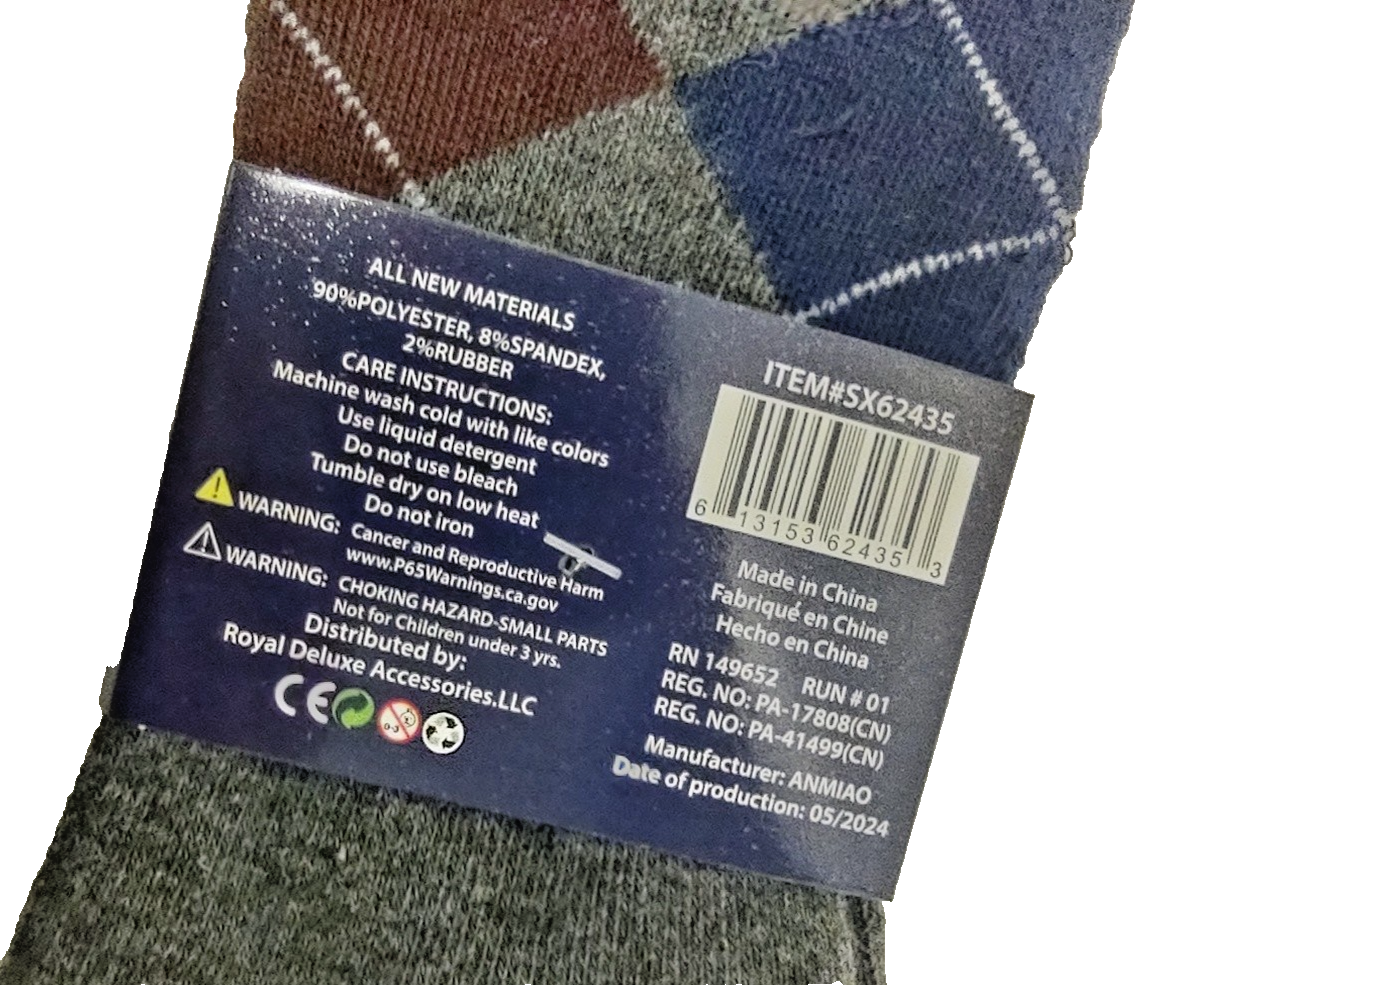 ALL NEW MATERIALS
90%POLYESTER, 8%SPANDEX,
2%RUBBER
CARE INSTRUCTIONS:
Machine wash cold with like colors
Use liquid detergent
Do not use bleach
Tumble dry on low heat
Do not iron
WARNING: Cancer and Reproductive Harm
www.P65Warnings.ca.gov
WARNING: CHOKING HAZARD-SMALL PARTS
Not for Children under 3 yrs.
Distributed by:
Royal Deluxe Accessories.LLC
CE
0-3
ITEM#SX62435
6 13153 62435 3
Made in China
Fabriqué en Chine
Hecho en China
RN 149652 RUN # 01
REG. NO: PA-17808(CN)
REG. NO: PA-41499(CN)
Manufacturer: ANMIAO
Date of production: 05/2024